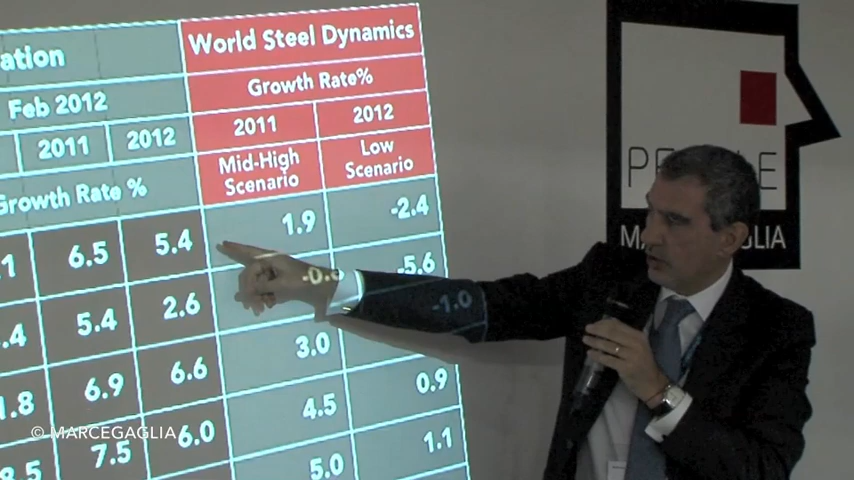 ation
World Steel Dynamics
Feb 2012
Growth Rate%
2011
2012
2011
2012
Growth Rate %
Mid-High
Scenario
Low
Scenario
6.5
5.4
1.9
-2.4
5.4
2.6
-5.6
6.9
6.6
3.0
-1.0
7.5
6.0
4.5
0.9
5.0
1.1
© MARCEGAGLIA